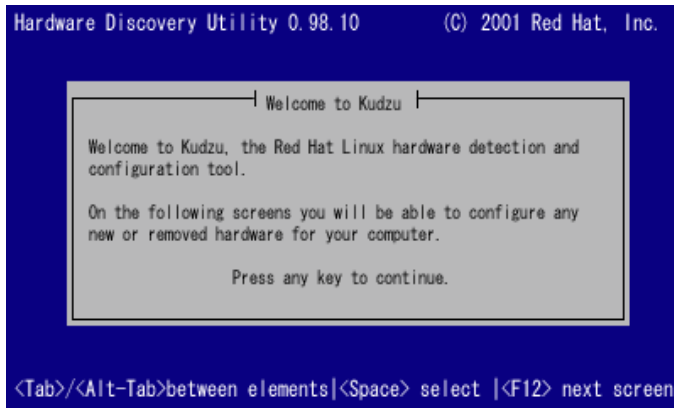 Hardware Discovery Utility 0.98.10 (C) 2001 Red Hat, Inc.
Welcome to Kudzu
Welcome to Kudzu, the Red Hat Linux hardware detection and
configuration tool.
On the following screens you will be able to configure any
new or removed hardware for your computer.
Press any key to continue.
<Tab>/<Alt-Tab>between elements|<Space> select |<F12> next screen